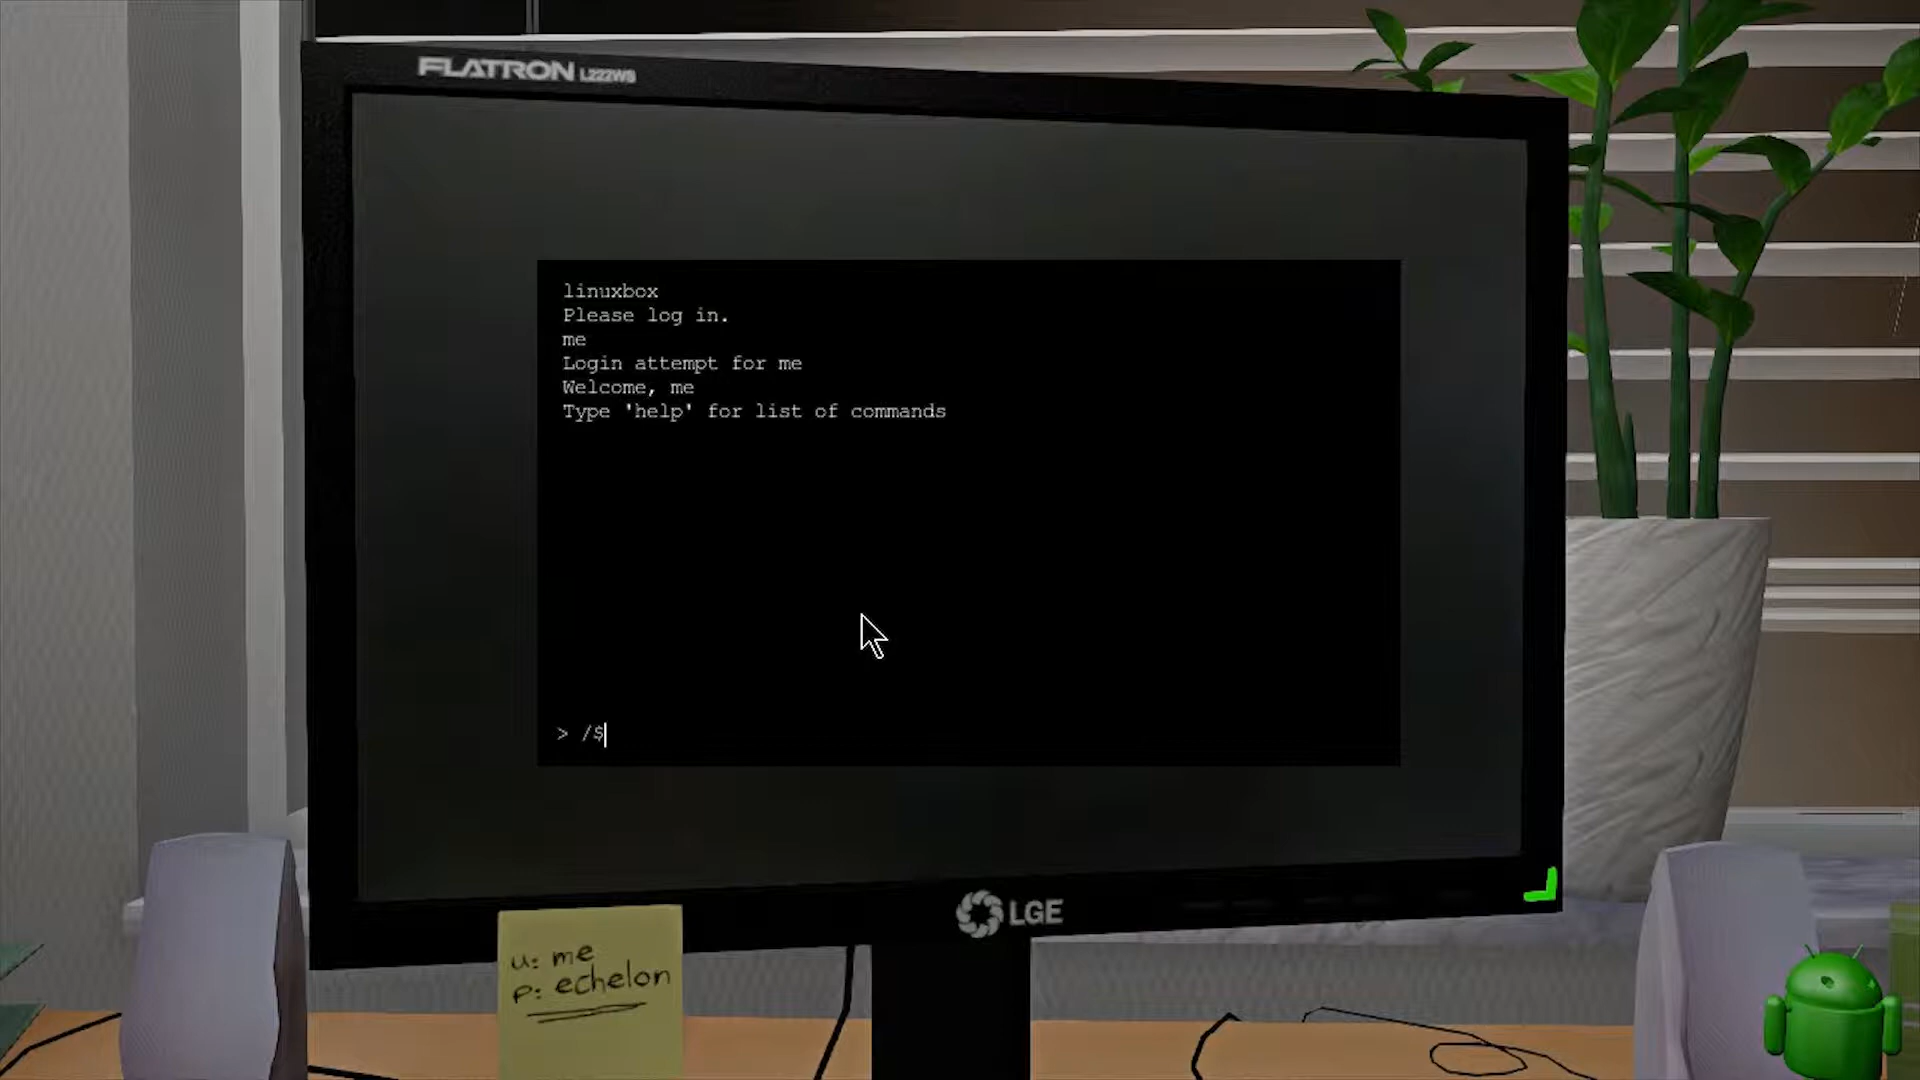 FLATRON L222WS
linuxbox
Please log in.
me
Login attempt for me
Welcome, me
Type 'help' for list of commands
> /$
LGE
u: me
p: echelon